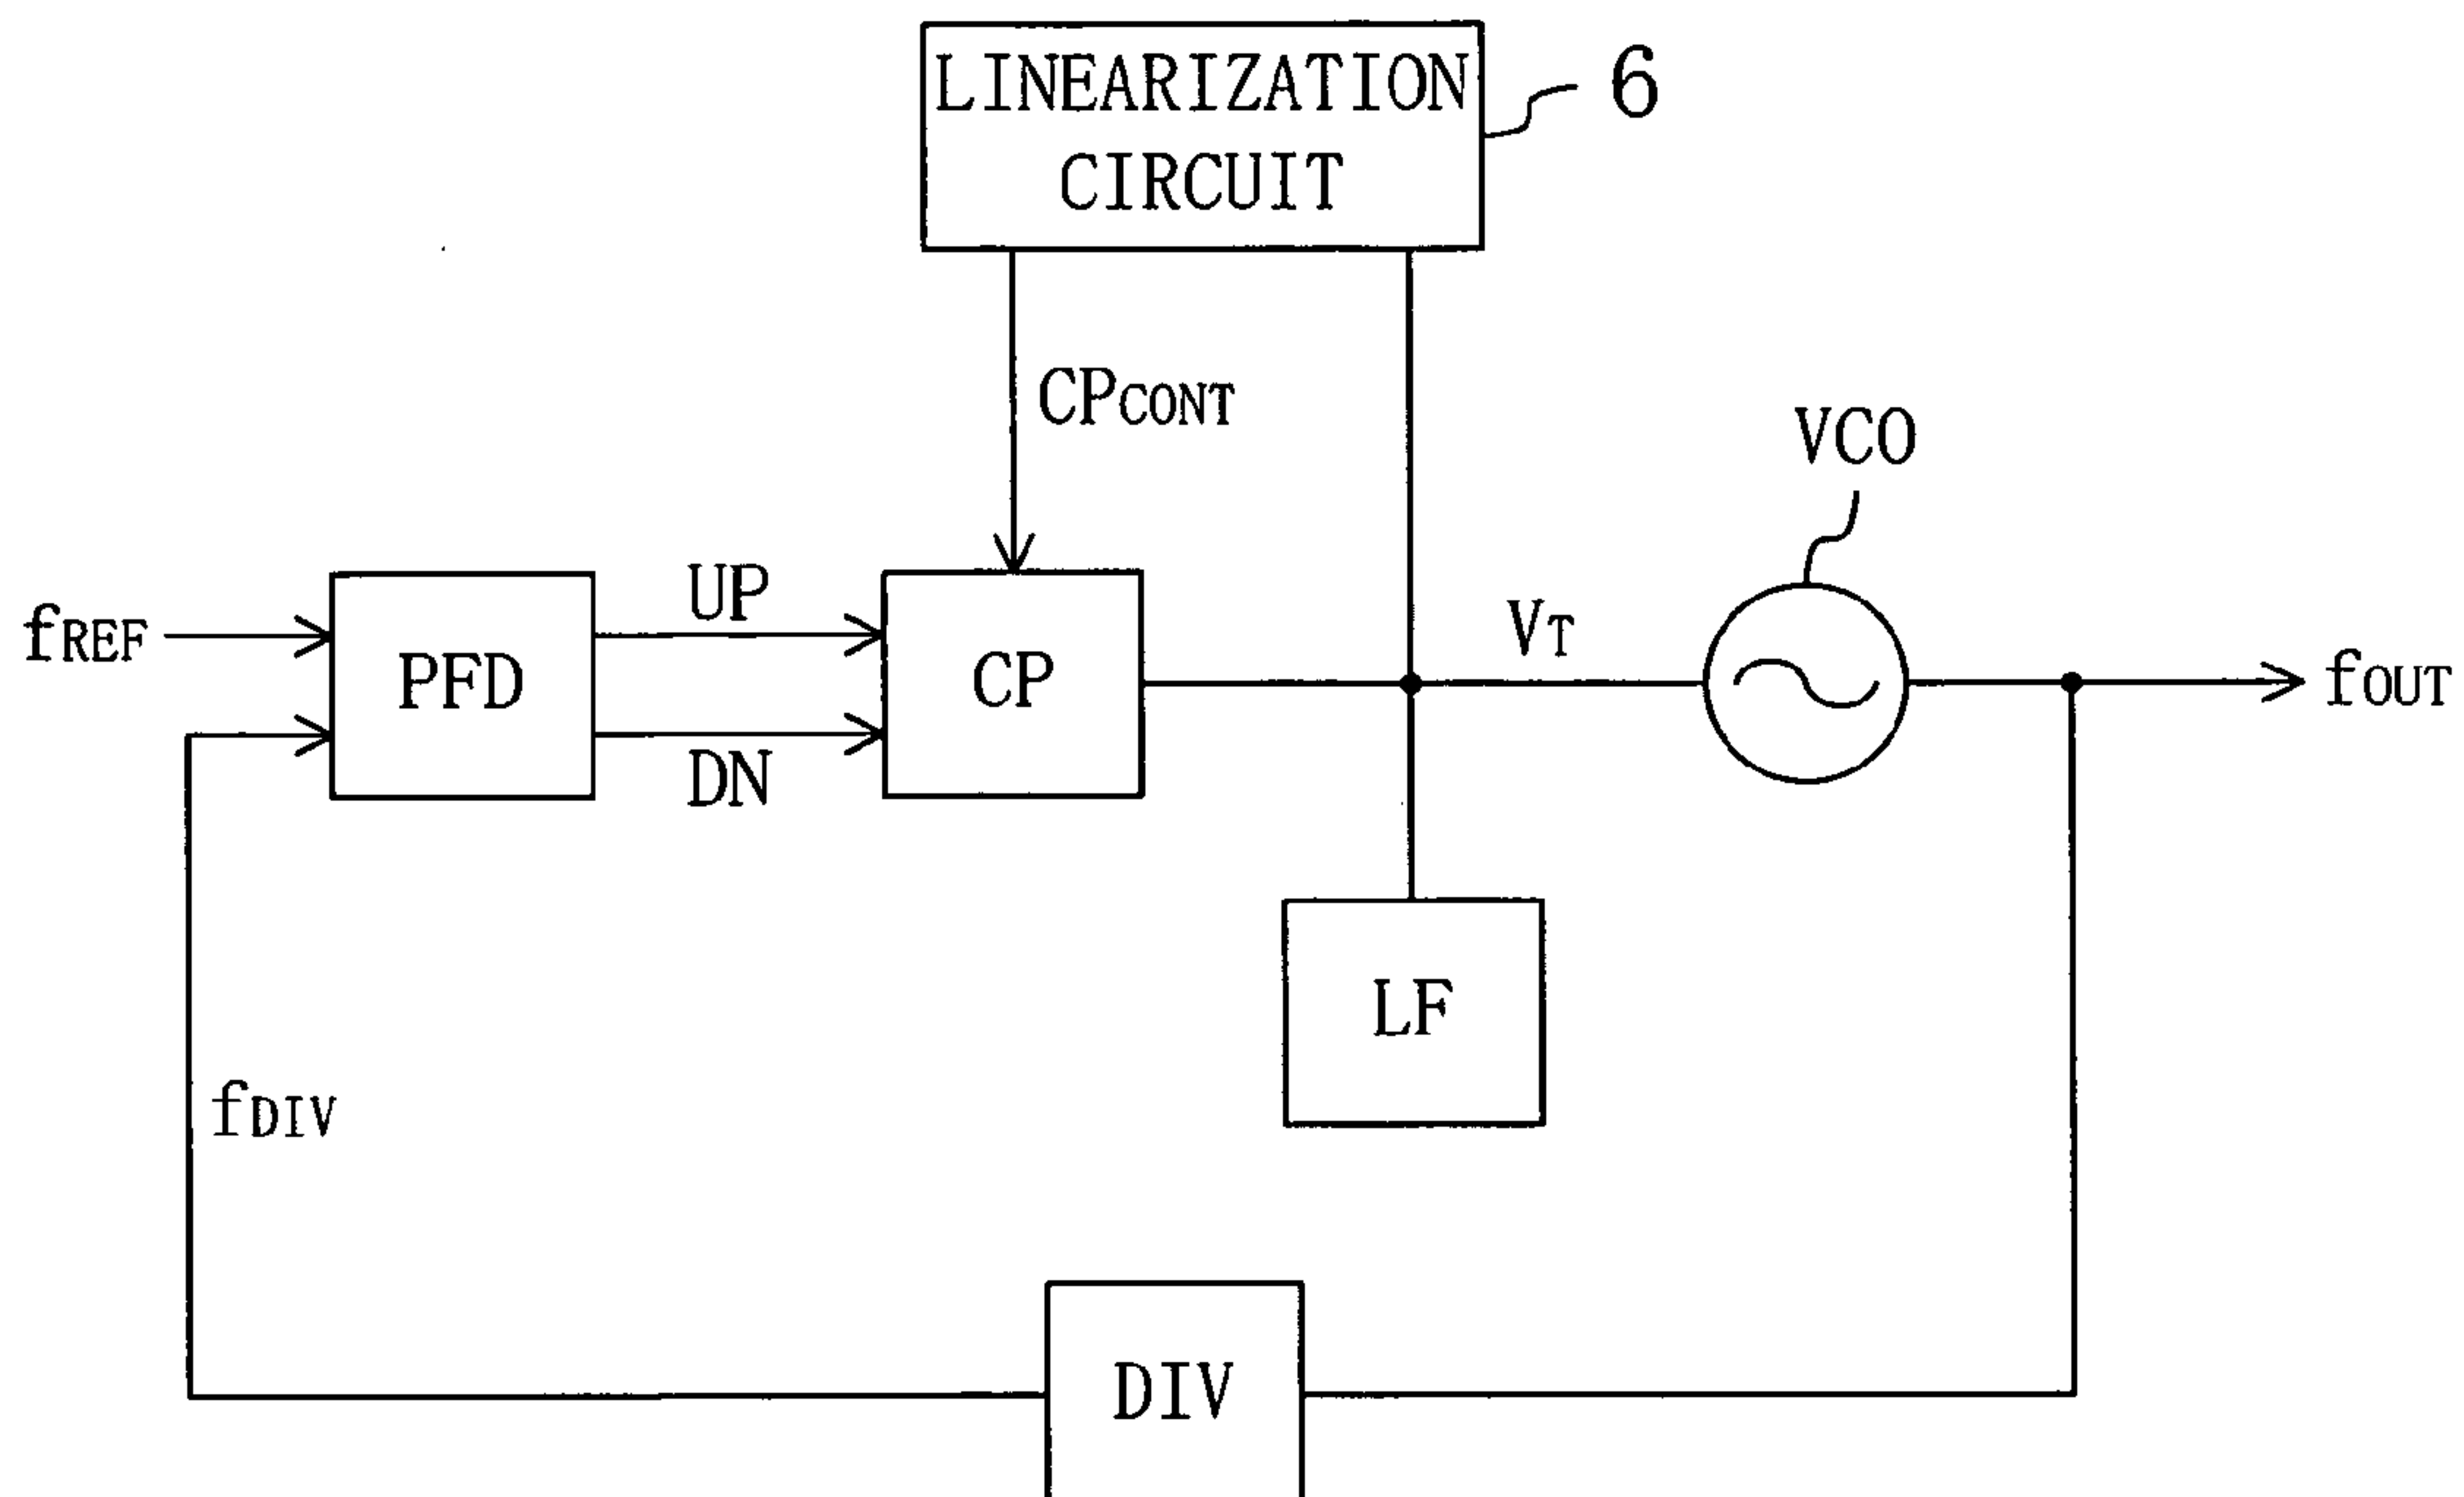 LINEARIZATION
CIRCUIT
6
CPCONT
VCO
fREF
UP
PFD
CP
VT
fOUT
DN
LF
fDIV
DIV